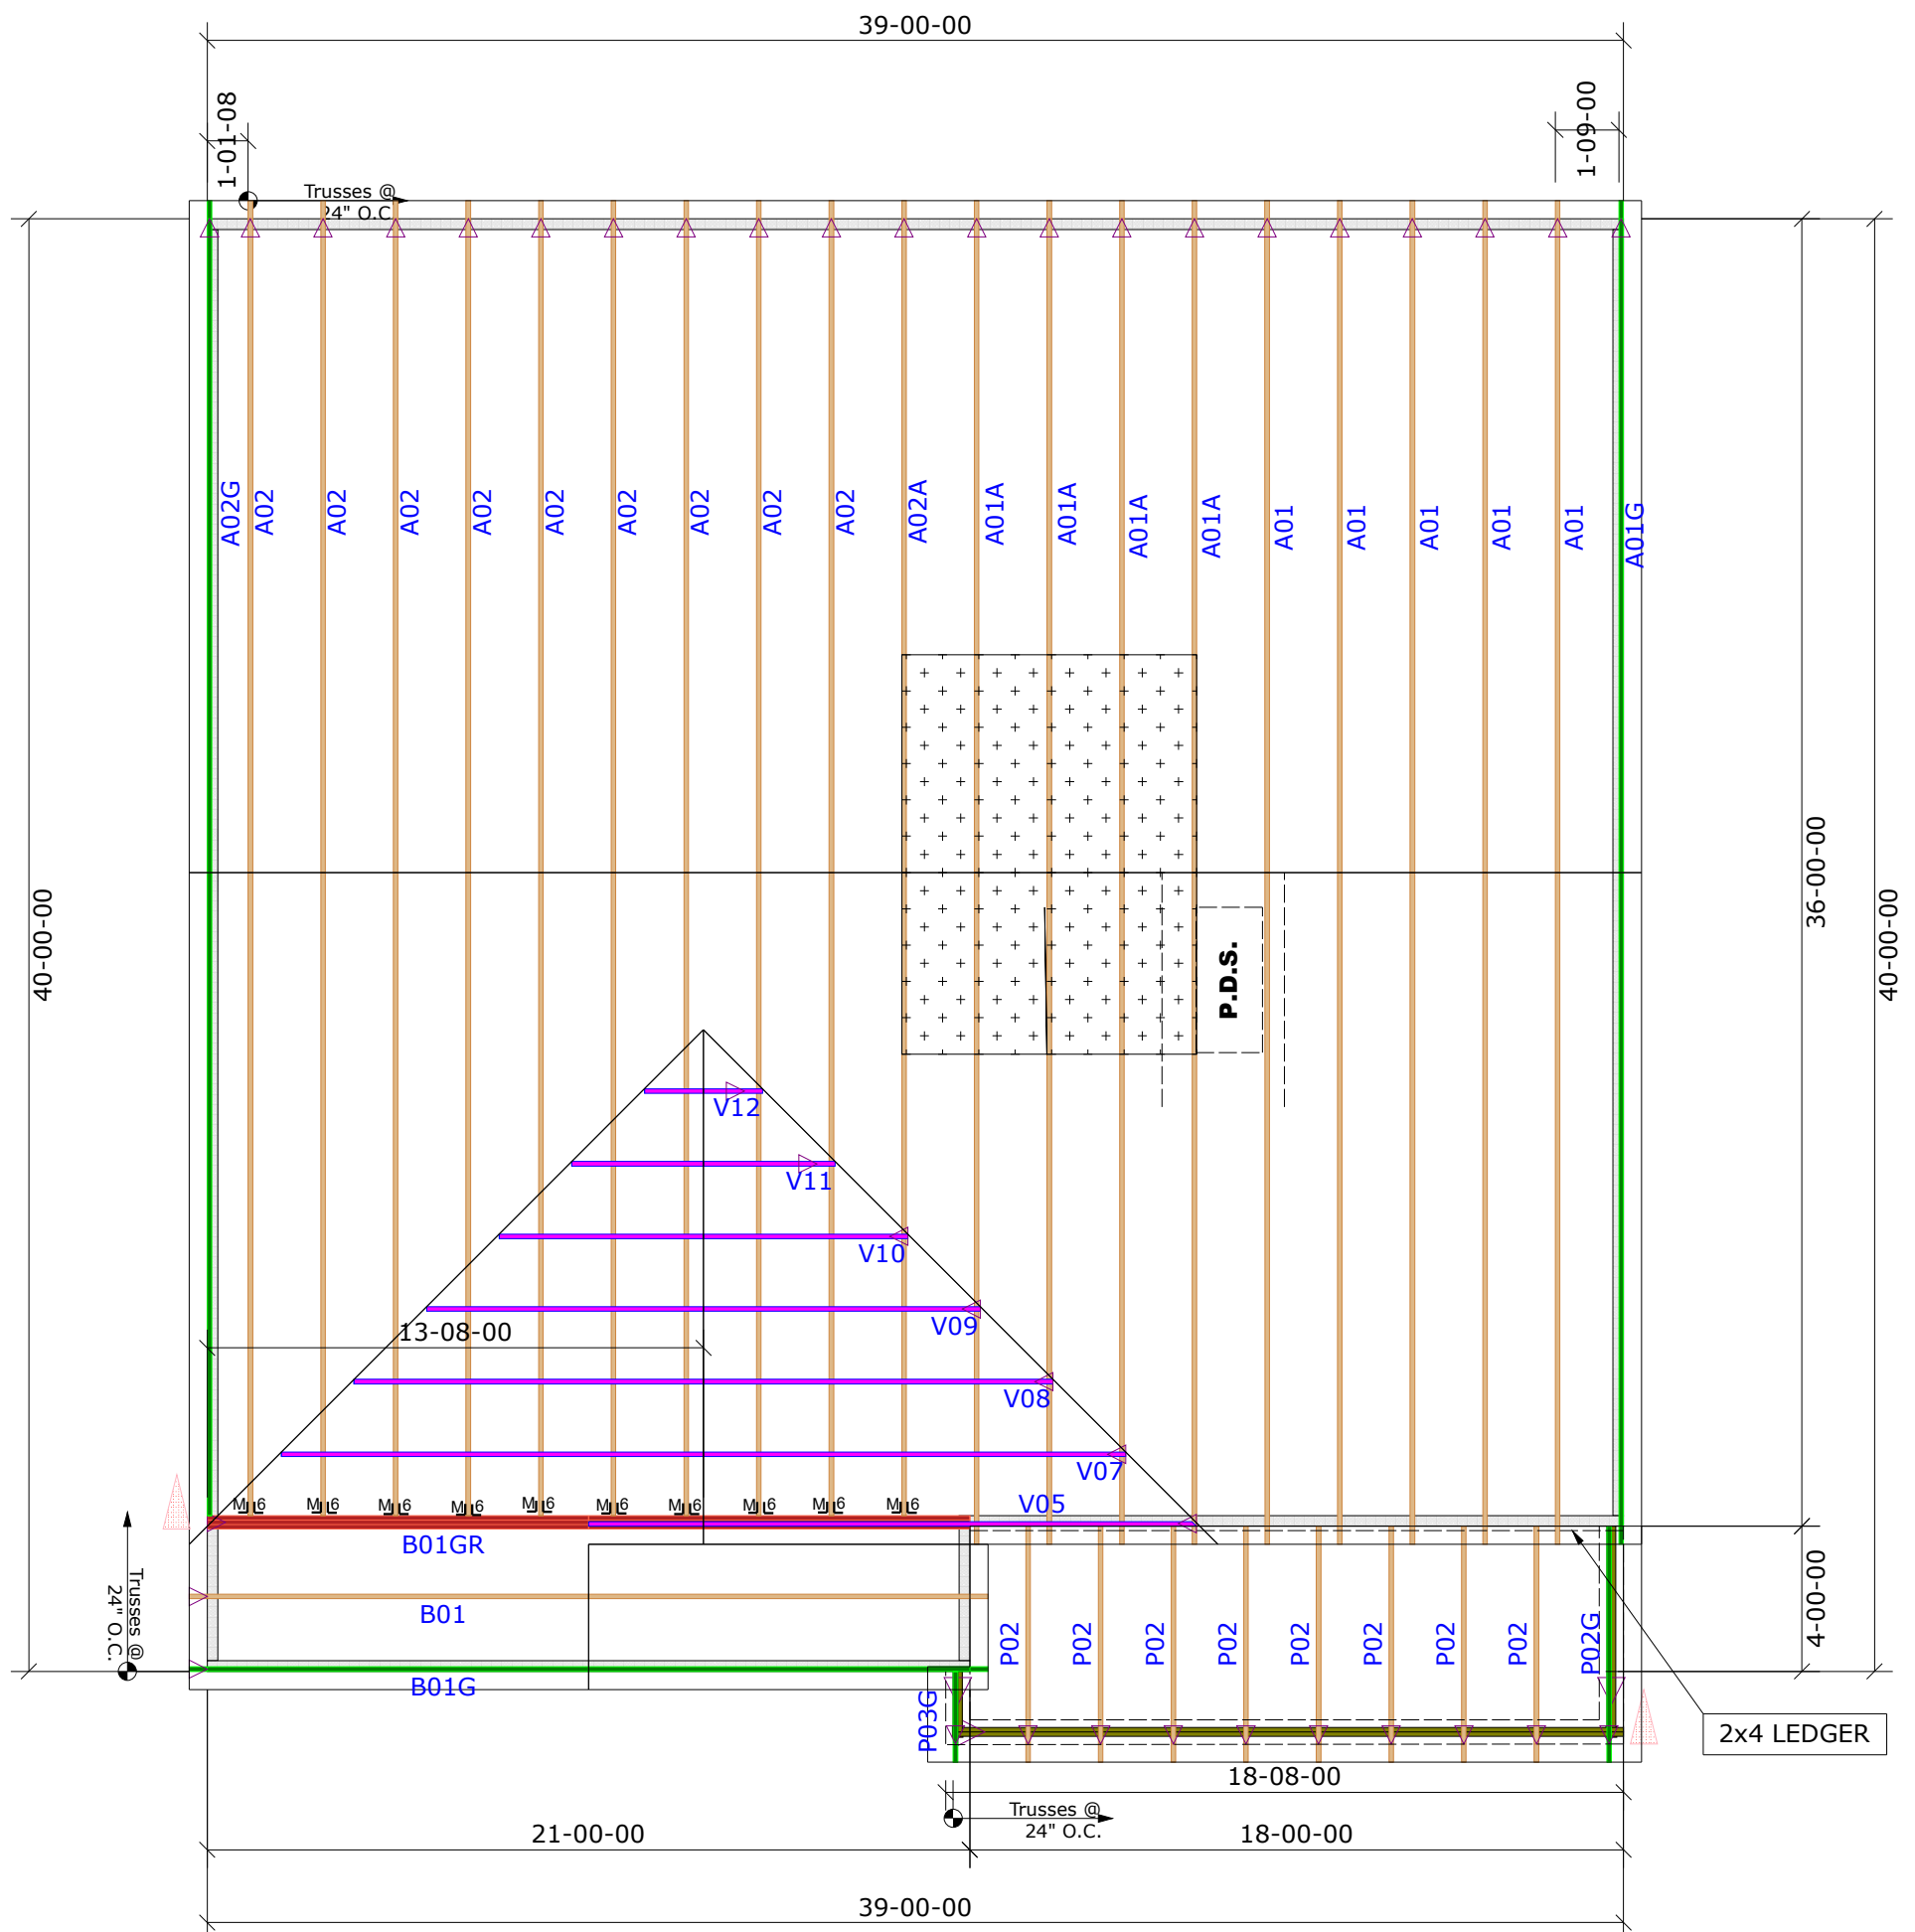 39-00-00
1-01-08
1-09-00
Trusses @
24" O.C.
A02G
A02
A02
A02
A02
A02
A02
A02
A02
A02
A02A
A01A
A01A
A01A
A01A
A01
A01
A01
A01
A01
A01G
40-00-00
36-00-00
40-00-00
P.D.S.
V12
V11
V10
V09
13-08-00
V08
V07
V05
B01GR
Trusses @
24" O.C.
B01
B01G
P03G
P02
P02
P02
P02
P02
P02
P02
P02
P02G
4-00-00
2x4 LEDGER
18-08-00
Trusses @
24" O.C.
21-00-00
18-00-00
39-00-00